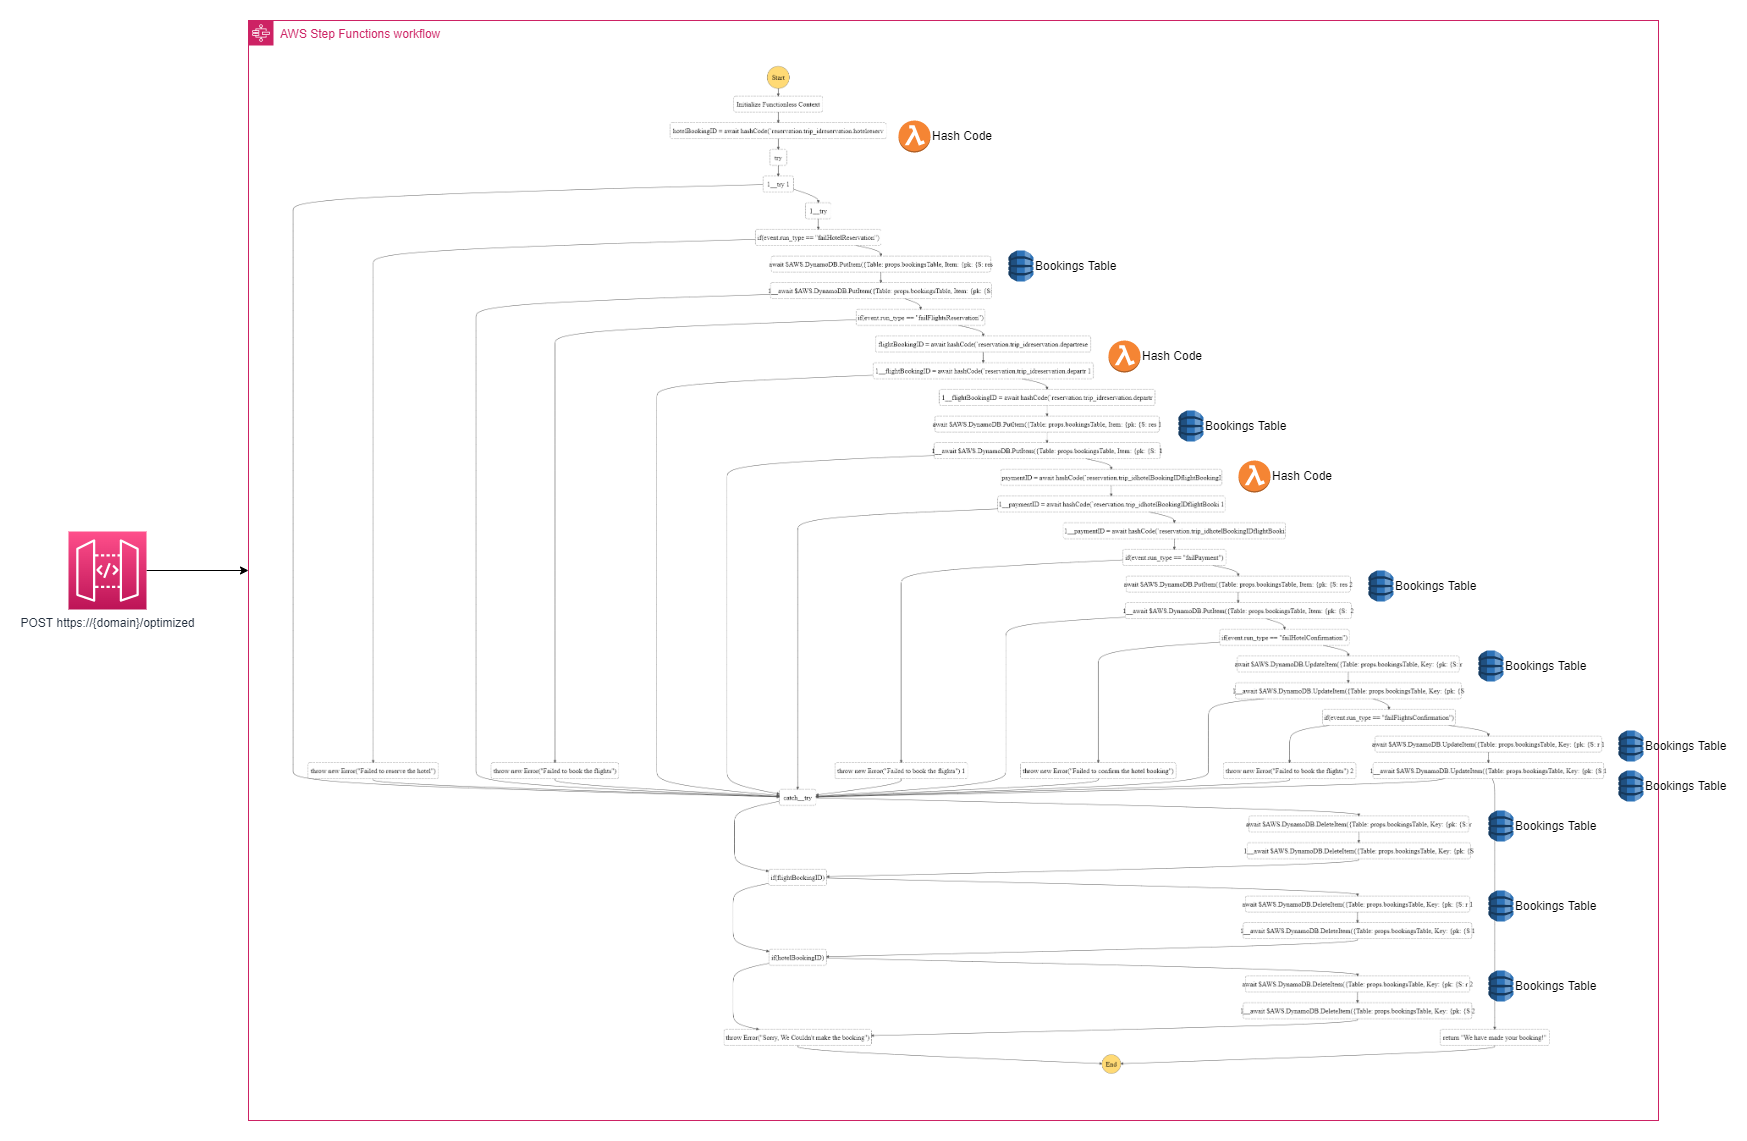 AWS Step Functions workflow
Start
Initialize Functionless Context
hotelBookingID = await hashCode(`reservation.trip_idreservation.hotelreserv
Hash Code
try
1__try 1
1__try
if(event.run_type == "failHotelReservation")
await $AWS.DynamoDB.PutItem({Table: props.bookingsTable, Item: {pk: {S: res
Bookings Table
1__await $AWS.DynamoDB.PutItem({Table: props.bookingsTable, Item: {pk: {S:
if(event.run_type == "failFlightsReservation")
flightBookingID = await hashCode(`reservation.trip_idreservation.departrese
Hash Code
1__flightBookingID = await hashCode(`reservation.trip_idreservation.departr 1
1__flightBookingID = await hashCode(`reservation.trip_idreservation.departr
await $AWS.DynamoDB.PutItem({Table: props.bookingsTable, Item: {pk: {S: res 1
Bookings Table
1__await $AWS.DynamoDB.PutItem({Table: props.bookingsTable, Item: {pk: {S: 1
paymentID = await hashCode(`reservation.trip_idhotelBookingIDflightBookingI
Hash Code
1__paymentID = await hashCode(`reservation.trip_idhotelBookingIDflightBooki 1
1__paymentID = await hashCode(`reservation.trip_idhotelBookingIDflightBooki
if(event.run_type == "failPayment")
await $AWS.DynamoDB.PutItem({Table: props.bookingsTable, Item: {pk: {S: res 2
Bookings Table
1__await $AWS.DynamoDB.PutItem({Table: props.bookingsTable, Item: {pk: {S: 2
POST https://{domain}/optimized
if(event.run_type == "failHotelConfirmation")
await $AWS.DynamoDB.UpdateItem({Table: props.bookingsTable, Key: {pk: {S: r
Bookings Table
1__await $AWS.DynamoDB.UpdateItem({Table: props.bookingsTable, Key: {pk: {S
if(event.run_type == "failFlightsConfirmation")
await $AWS.DynamoDB.UpdateItem({Table: props.bookingsTable, Key: {pk: {S: r 1
Bookings Table
throw new Error("Failed to reserve the hotel")
throw new Error("Failed to book the flights")
throw new Error("Failed to book the flights") 1
throw new Error("Failed to confirm the hotel booking")
throw new Error("Failed to book the flights") 2
1__await $AWS.DynamoDB.UpdateItem({Table: props.bookingsTable, Key: {pk: {S 1
Bookings Table
catch__try
await $AWS.DynamoDB.DeleteItem({Table: props.bookingsTable, Key: {pk: {S: r
Bookings Table
1__await $AWS.DynamoDB.DeleteItem({Table: props.bookingsTable, Key: {pk: {S
if(flightBookingID)
await $AWS.DynamoDB.DeleteItem({Table: props.bookingsTable, Key: {pk: {S: r 1
Bookings Table
1__await $AWS.DynamoDB.DeleteItem({Table: props.bookingsTable, Key: {pk: {S 1
if(hotelBookingID)
await $AWS.DynamoDB.DeleteItem({Table: props.bookingsTable, Key: {pk: {S: r 2
Bookings Table
1__await $AWS.DynamoDB.DeleteItem({Table: props.bookingsTable, Key: {pk: {S 2
throw Error("Sorry, We Couldn't make the booking")
return "We have made your booking!"
End